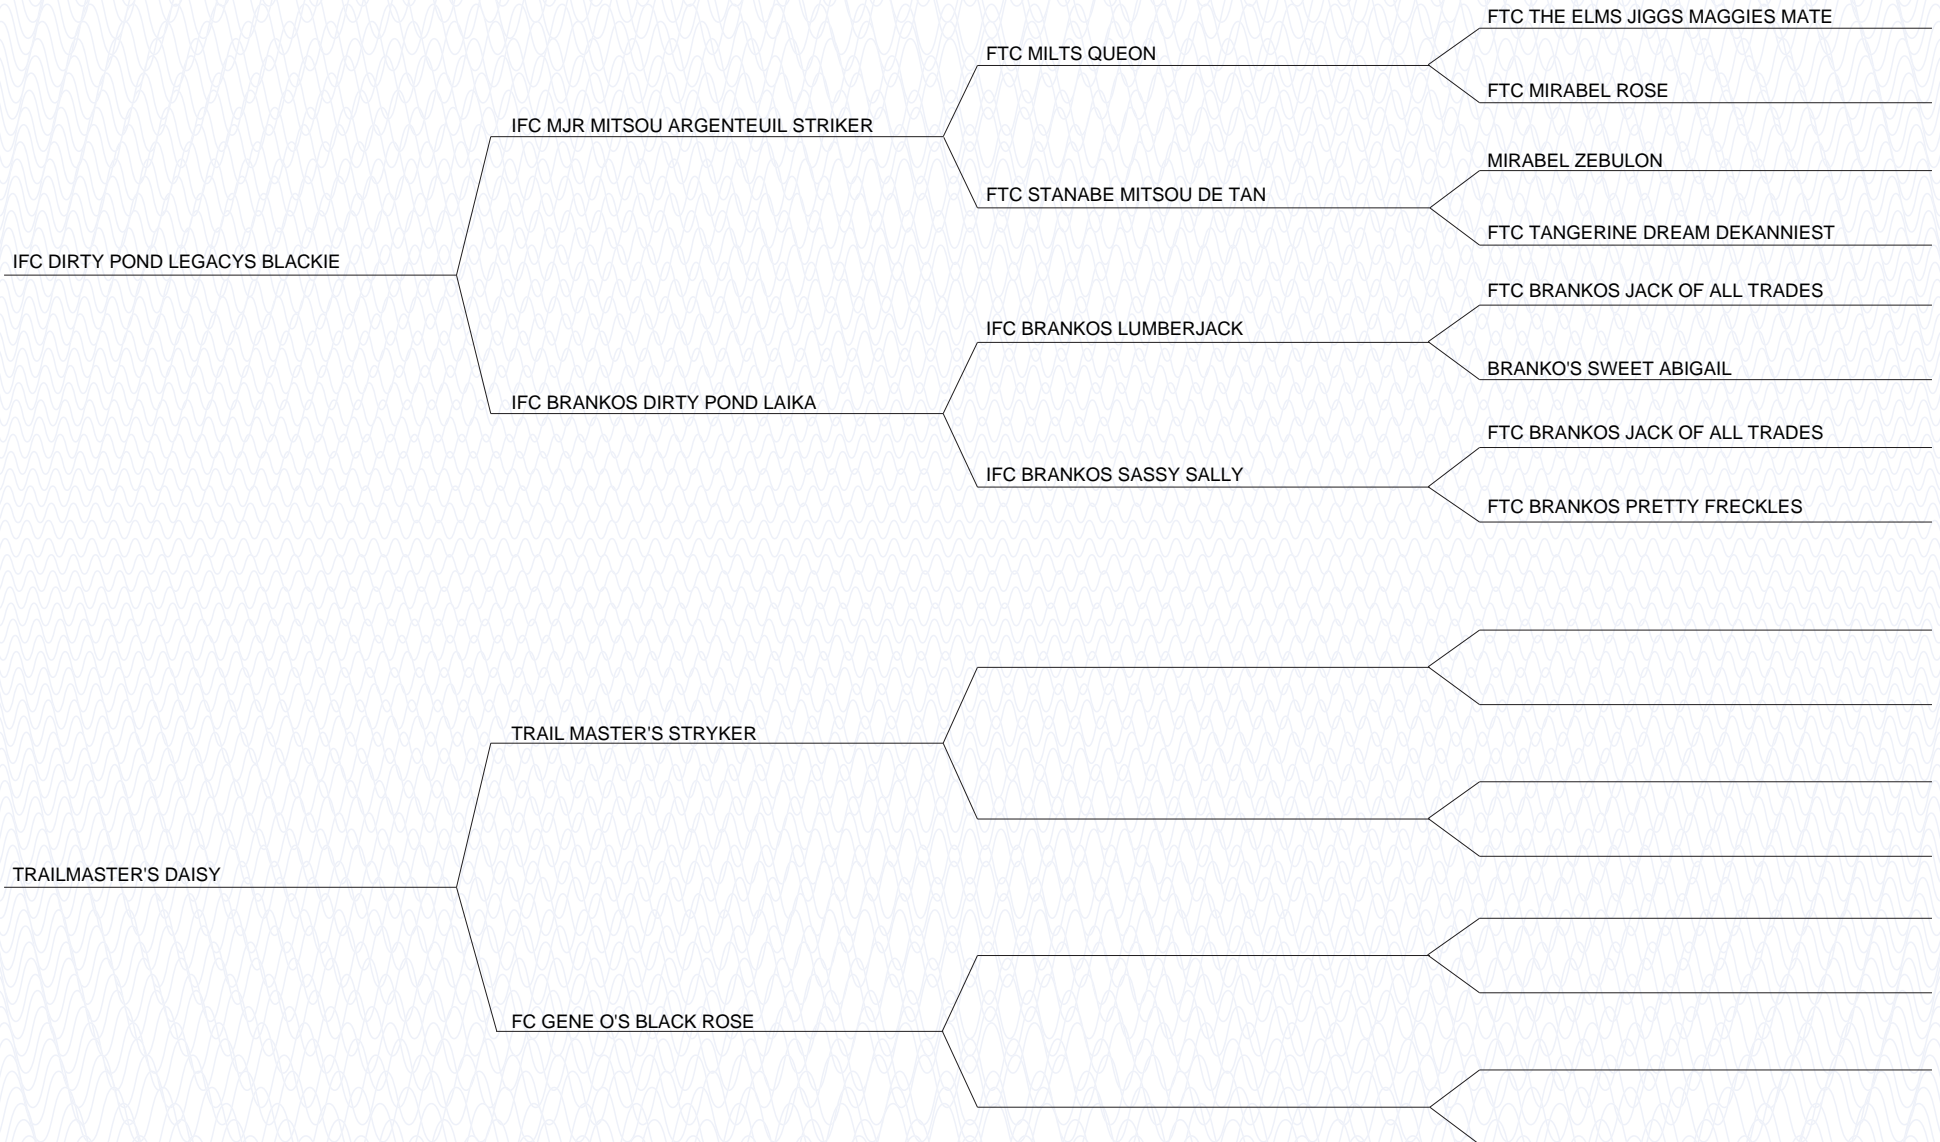 FTC THE ELMS JIGGS MAGGIES MATE
FTC MILTS QUEON
FTC MIRABEL ROSE
IFC MJR MITSOU ARGENTEUIL STRIKER
MIRABEL ZEBULON
FTC STANABE MITSOU DE TAN
FTC TANGERINE DREAM DEKANNIEST
IFC DIRTY POND LEGACYS BLACKIE
FTC BRANKOS JACK OF ALL TRADES
IFC BRANKOS LUMBERJACK
BRANKO'S SWEET ABIGAIL
IFC BRANKOS DIRTY POND LAIKA
FTC BRANKOS JACK OF ALL TRADES
IFC BRANKOS SASSY SALLY
FTC BRANKOS PRETTY FRECKLES
TRAIL MASTER'S STRYKER
TRAILMASTER'S DAISY
FC GENE O'S BLACK ROSE